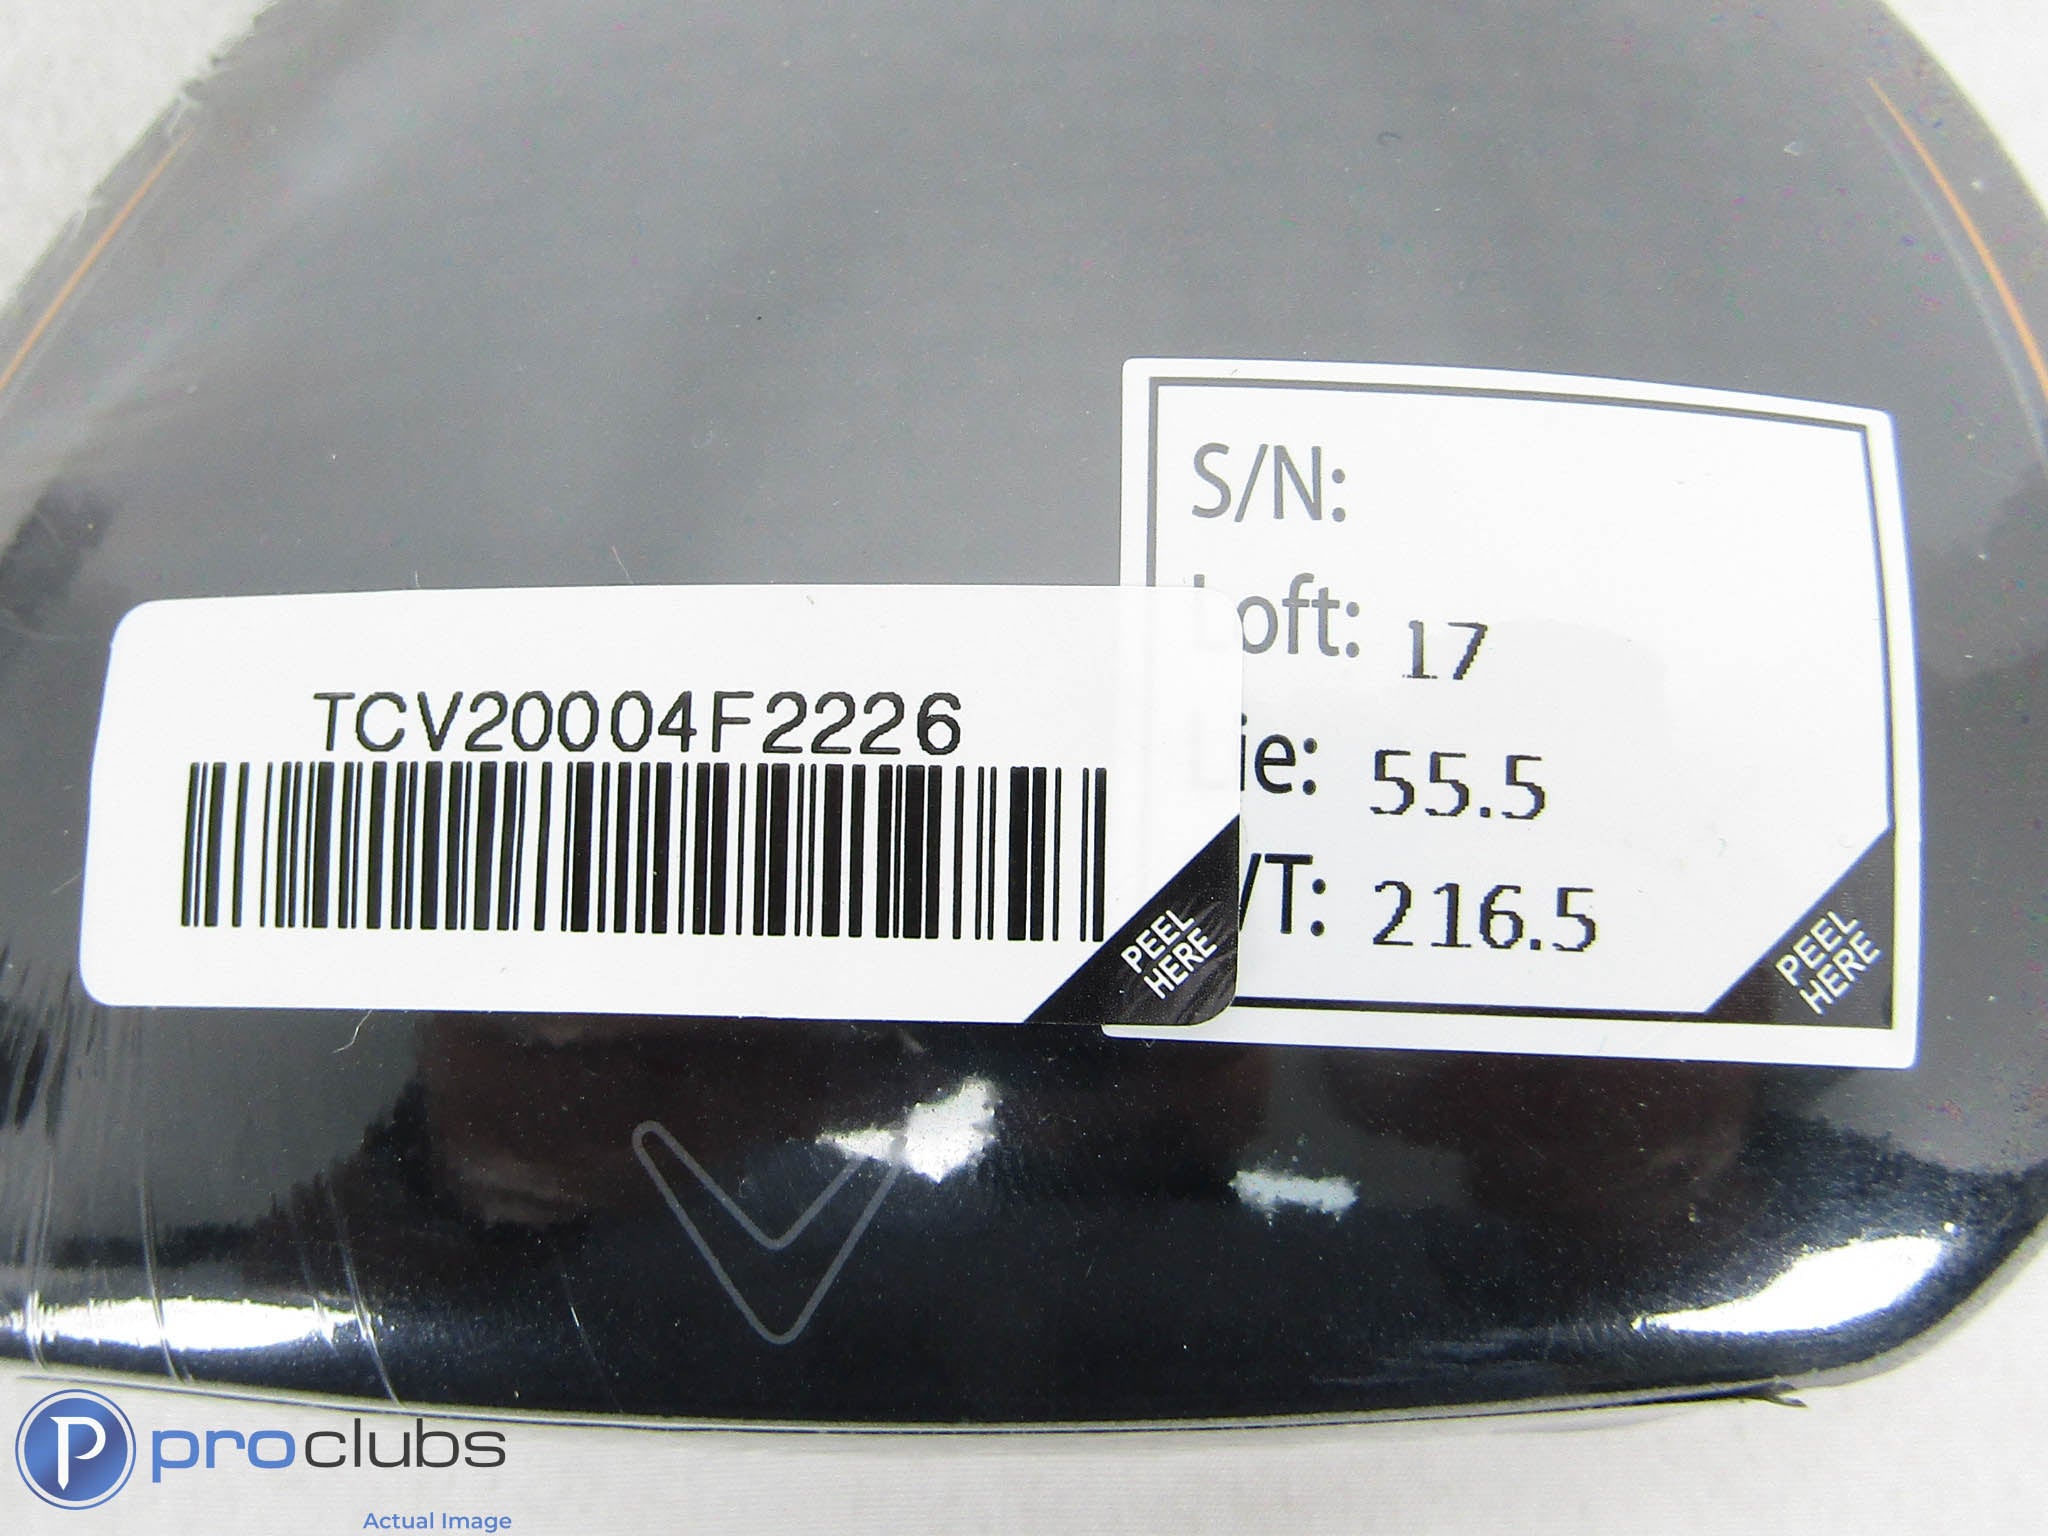 S/N:
Loft: 17
Lie: 55.5
/T: 216.5
PEEL
HERE
TCV20004F2226
PEEL
HERE
proclubs
Actual Image